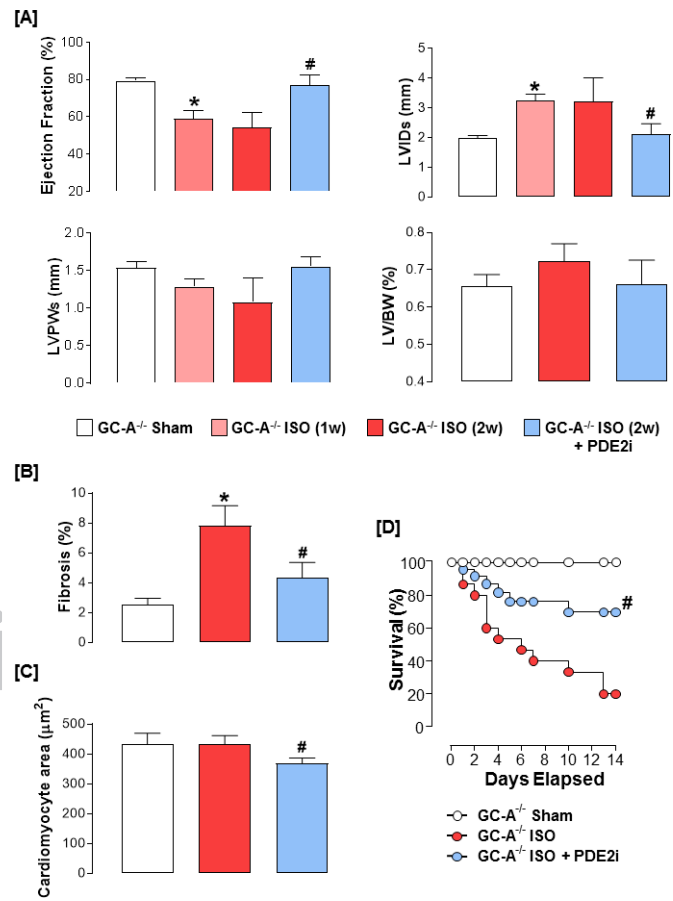 [A]
Ejection Fraction (%)
100
80
60
40
20
*
#
LVIDs (mm)
5
4
3
2
1
0
*
#
LVPWs (mm)
2.0
1.5
1.0
0.5
0.0
LV/BW (%)
0.8
0.7
0.6
0.5
0.4
GC-A-/- Sham
GC-A-/- ISO (1w)
GC-A-/- ISO (2w)
GC-A-/- ISO (2w)
+ PDE2i
[B]
Fibrosis (%)
10
8
6
4
2
0
*
#
[C]
Cardiomyocyte area (μm2)
500
400
300
200
100
0
#
[D]
Survival (%)
100
80
60
40
20
0
#
0 2 4 6 8 10 12 14
Days Elapsed
GC-A-/- Sham
GC-A-/- ISO
GC-A-/- ISO + PDE2i